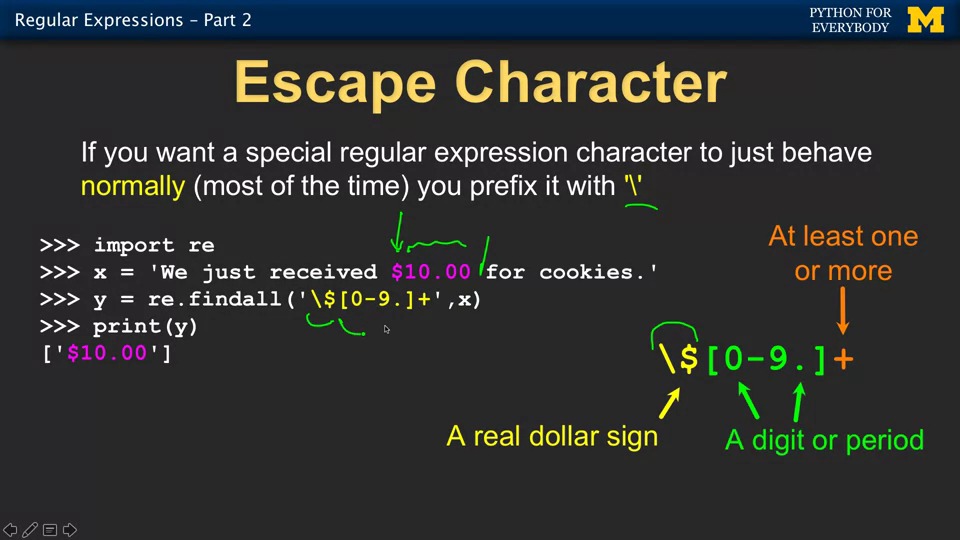 Regular Expressions – Part 2
PYTHON FOR
EVERYBODY
M
Escape Character
If you want a special regular expression character to just behave
normally (most of the time) you prefix it with '\'
>>> import re
>>> x = 'We just received $10.00 for cookies.'
>>> y = re.findall('\$[0-9.]+',x)
>>> print(y)
['$10.00']
At least one
or more
\$[0-9.]+
A real dollar sign
A digit or period